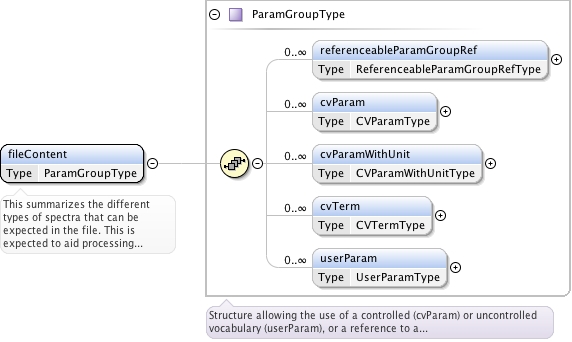 ParamGroupType
0..∞
referenceableParamGroupRef
Type ReferenceableParamGroupRefType
0..∞
cvParam
Type CVParamType
fileContent
Type ParamGroupType
0..∞
cvParamWithUnit
Type CVParamWithUnitType
This summarizes the different
types of spectra that can be
expected in the file. This is
expected to aid processing...
0..∞
cvTerm
Type CVTermType
0..∞
userParam
Type UserParamType
Structure allowing the use of a controlled (cvParam) or uncontrolled
vocabulary (userParam), or a reference to a...